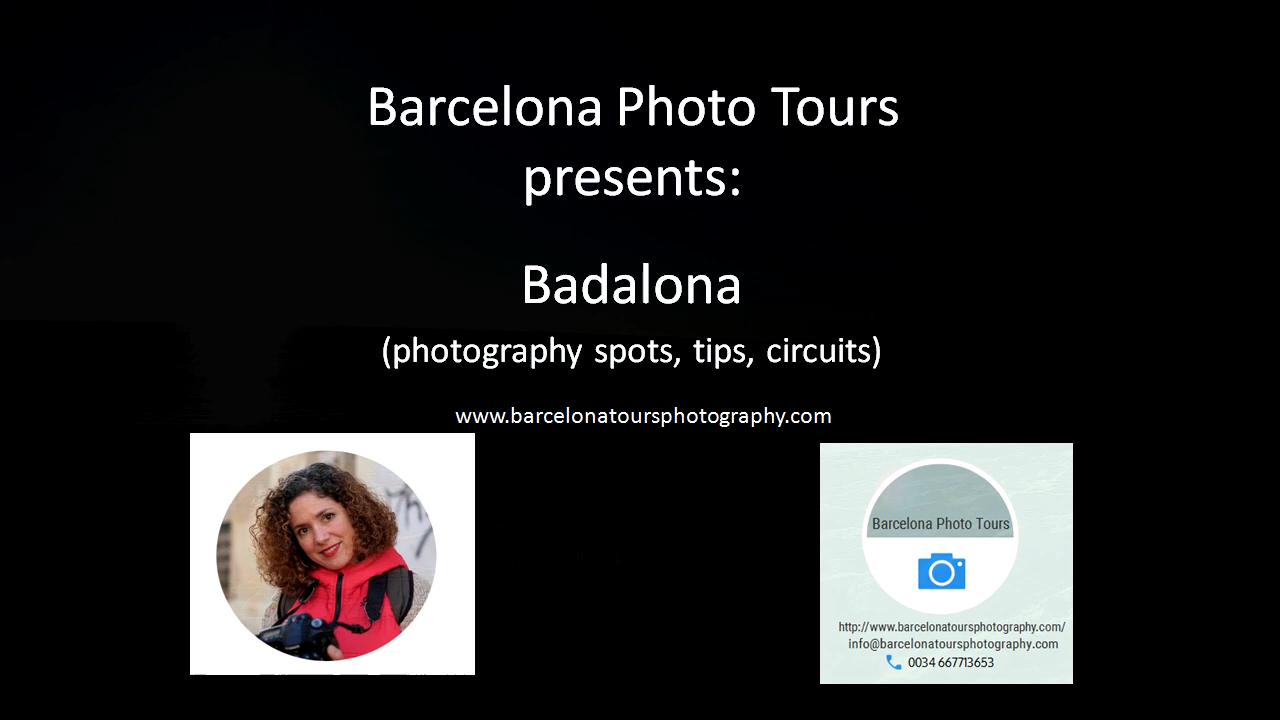 Barcelona Photo Tours
presents:
Badalona
(photography spots, tips, circuits)
www.barcelonatoursphotography.com
Barcelona Photo Tours
http://www.barcelonatoursphotography.com/
info@barcelonatoursphotography.com
0034 667713653